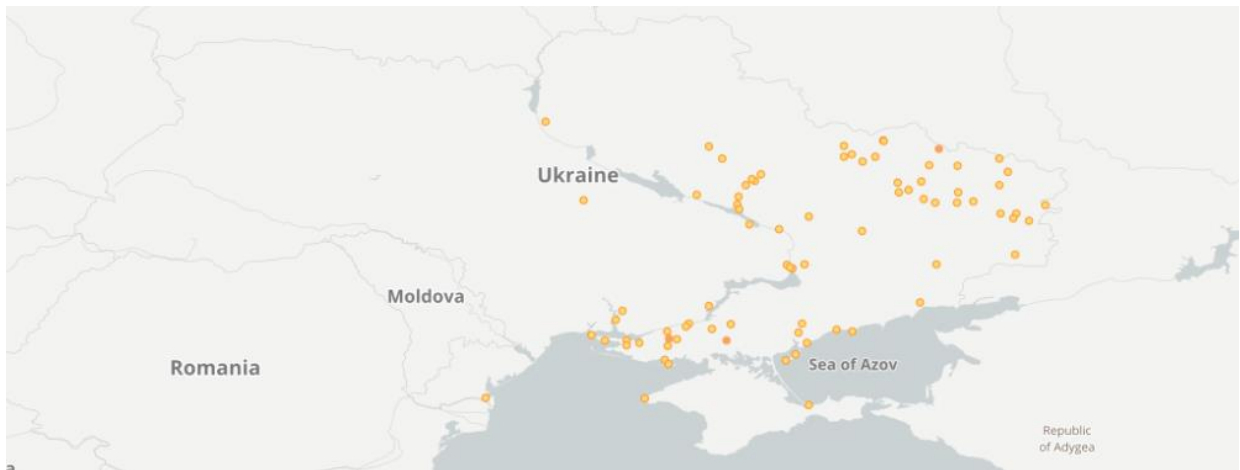 Ukraine
Moldova
Romania
Sea of Azov
Republic
of Adygea